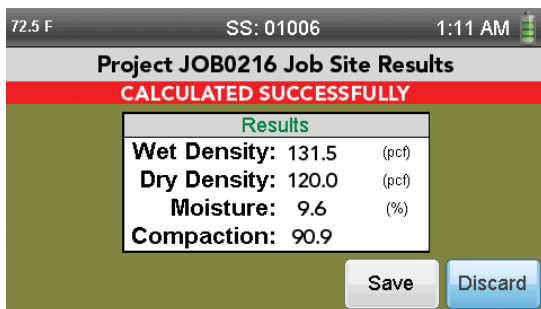 72.5 F SS: 01006 1:11 AM
Project JOB0216 Job Site Results
CALCULATED SUCCESSFULLY
Results
Wet Density: 131.5 (pcf)
Dry Density: 120.0 (pcf)
Moisture: 9.6 (%)
Compaction: 90.9
Save Discard